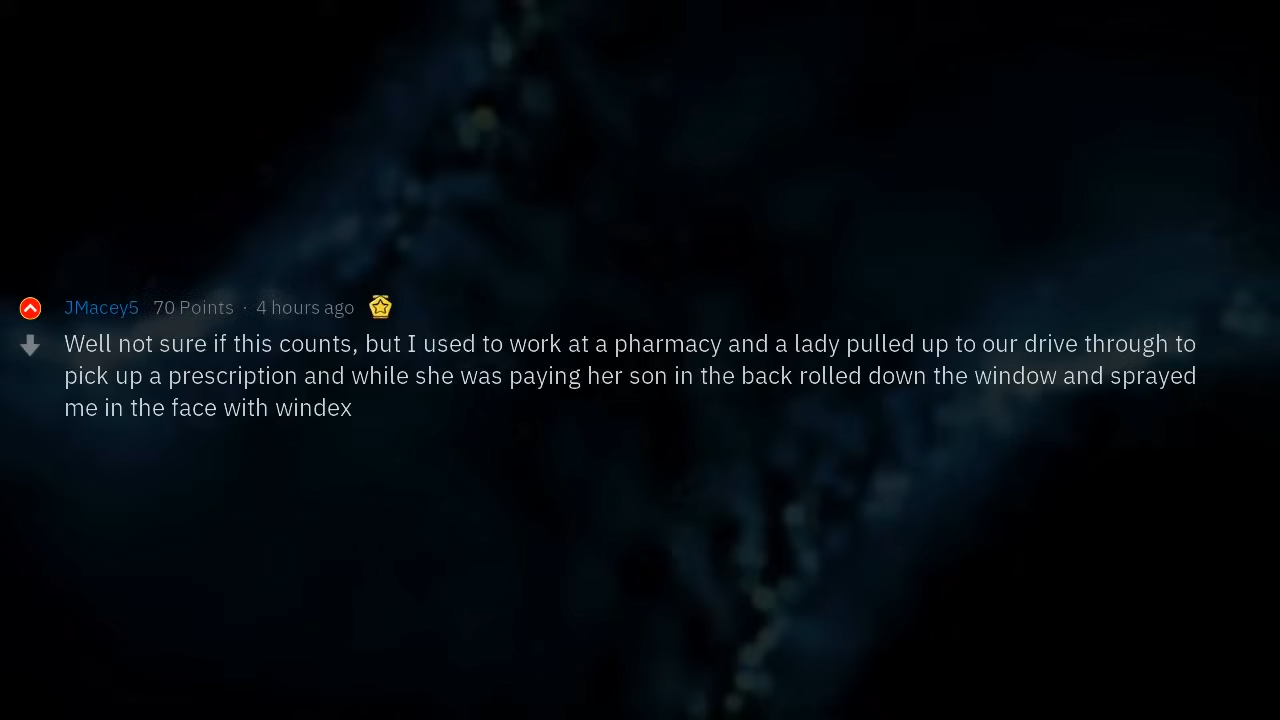 JMacey5 70 Points · 4 hours ago
Well not sure if this counts, but I used to work at a pharmacy and a lady pulled up to our drive through to
pick up a prescription and while she was paying her son in the back rolled down the window and sprayed
me in the face with windex